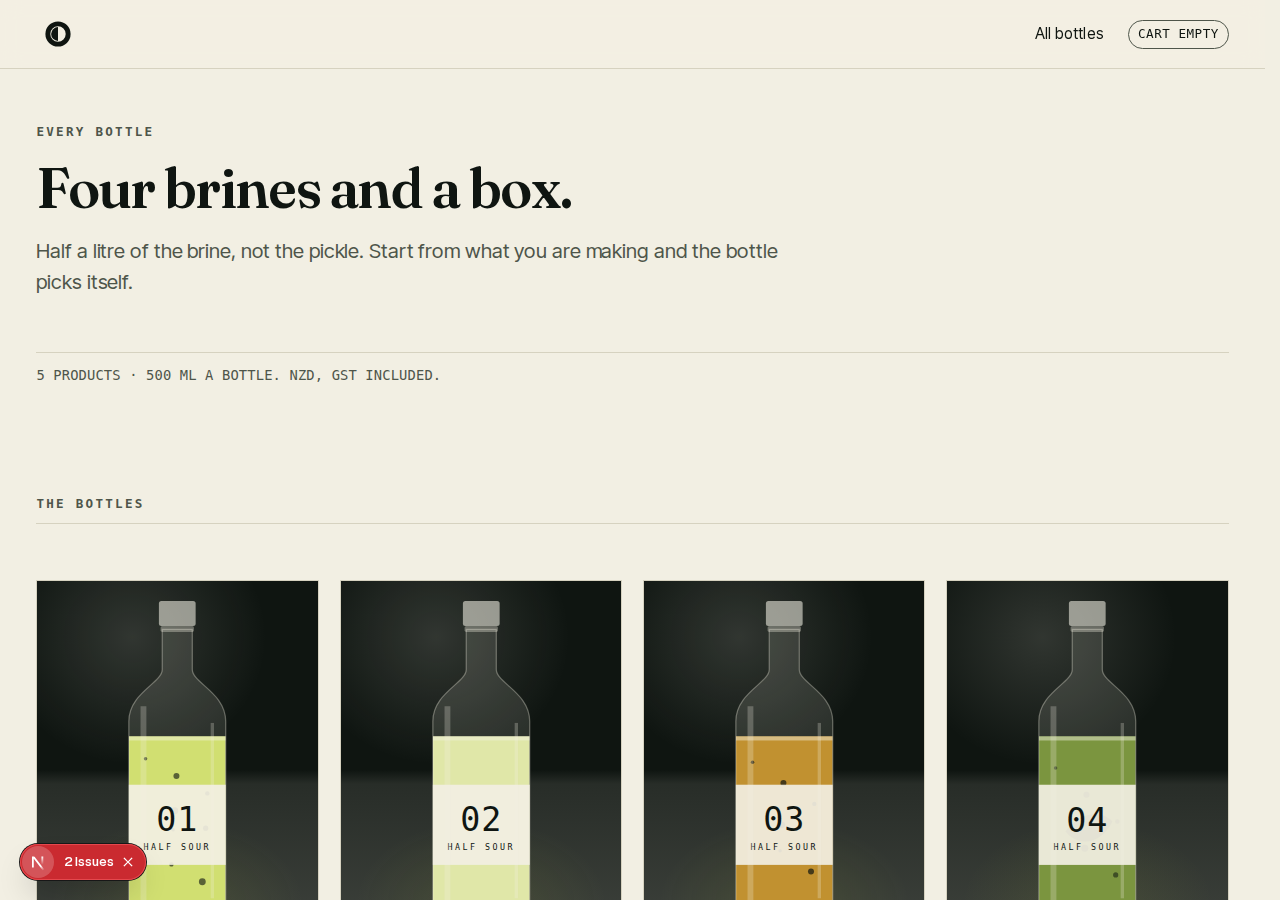 All bottles
CART EMPTY
EVERY BOTTLE
Four brines and a box.
Half a litre of the brine, not the pickle. Start from what you are making and the bottle
picks itself.
5 PRODUCTS · 500 ML A BOTTLE. NZD, GST INCLUDED.
THE BOTTLES
01
HALF SOUR
02
HALF SOUR
03
HALF SOUR
04
HALF SOUR
N 2 Issues